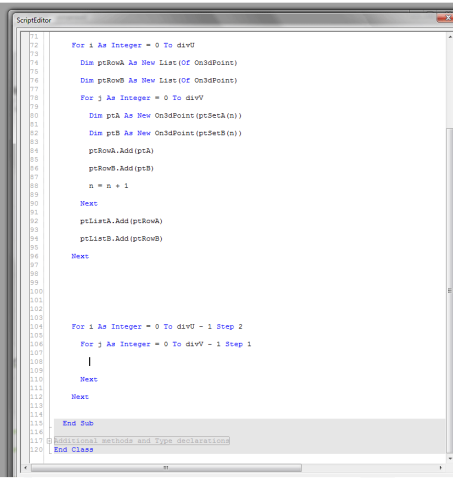 ScriptEditor
71
72 For i As Integer = 0 To divU
73
74 Dim ptRowA As New List(Of On3dPoint)
75
76 Dim ptRowB As New List(Of On3dPoint)
77
78 For j As Integer = 0 To divV
79
80 Dim ptA As New On3dPoint(ptSetA(n))
81
82 Dim ptB As New On3dPoint(ptSetB(n))
83
84 ptRowA.Add(ptA)
85
86 ptRowB.Add(ptB)
87
88 n = n + 1
89
90 Next
91
92 ptListA.Add(ptRowA)
93
94 ptListB.Add(ptRowB)
95
96 Next
97
98
99
100
101
102
103
104 For i As Integer = 0 To divU - 1 Step 2
105
106 For j As Integer = 0 To divV - 1 Step 1
107
108
109
110 Next
111
112 Next
113
114
115 End Sub
116
117 Additional methods and Type declarations
120 End Class